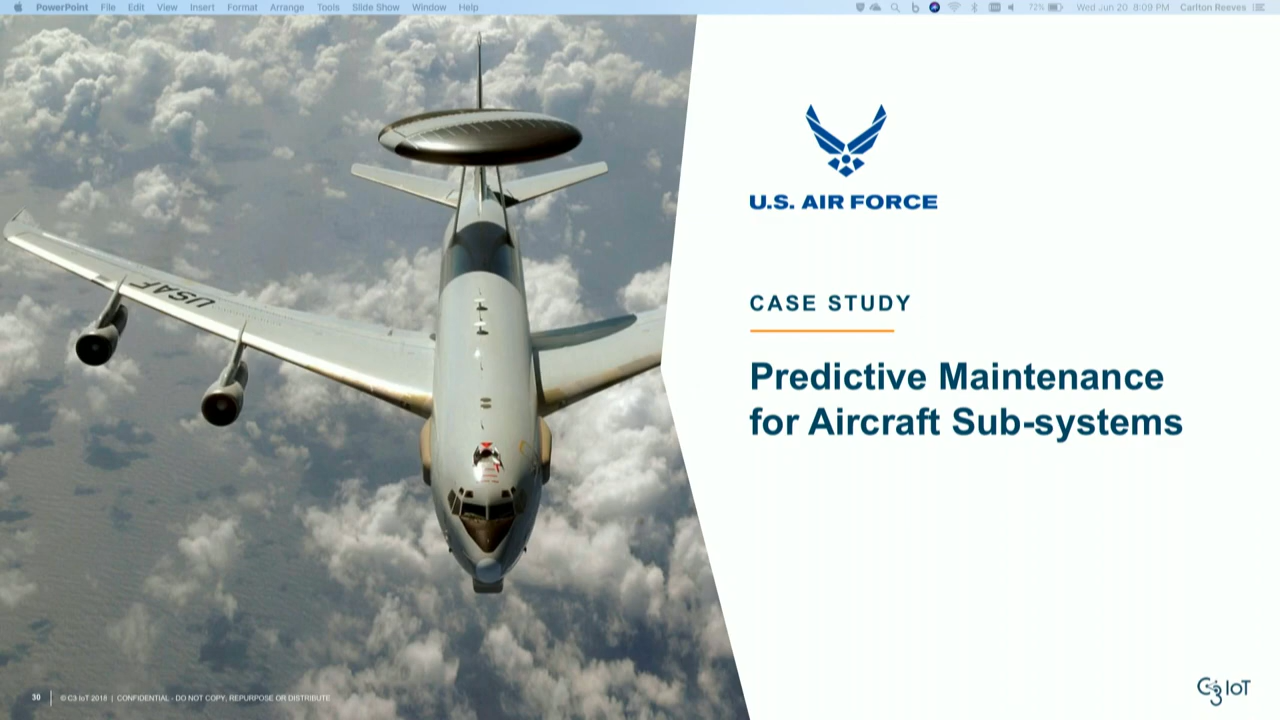 PowerPoint File Edit View Insert Format Arrange Tools Slide Show Window Help
72% Wed Jun 20 8:09 PM Carlton Reeves
USAF
U.S. AIR FORCE
CASE STUDY
Predictive Maintenance
for Aircraft Sub-systems
30 © C3 IoT 2018 | CONFIDENTIAL - DO NOT COPY, REPURPOSE OR DISTRIBUTE
C3 IoT